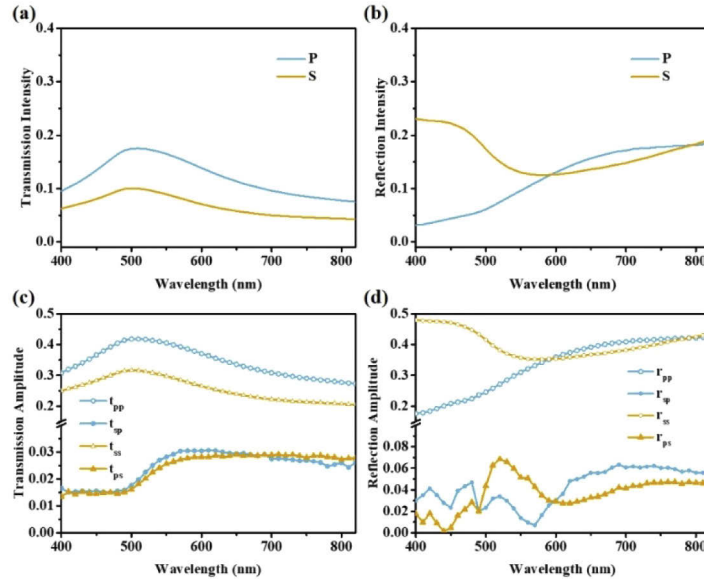 (a)
0.4
0.3
0.2
0.1
0.0
Transmission Intensity
P
S
400 500 600 700 800
Wavelength (nm)
(b)
0.4
0.3
0.2
0.1
0.0
Reflection Intensity
P
S
400 500 600 700 800
Wavelength (nm)
(c)
0.5
0.4
0.3
0.2
0.03
0.02
0.01
0.00
Transmission Amplitude
tpp
tsp
tss
tps
400 500 600 700 800
Wavelength (nm)
(d)
0.5
0.4
0.3
0.2
0.08
0.06
0.04
0.02
0.00
Reflection Amplitude
rpp
rsp
rss
rps
400 500 600 700 800
Wavelength (nm)